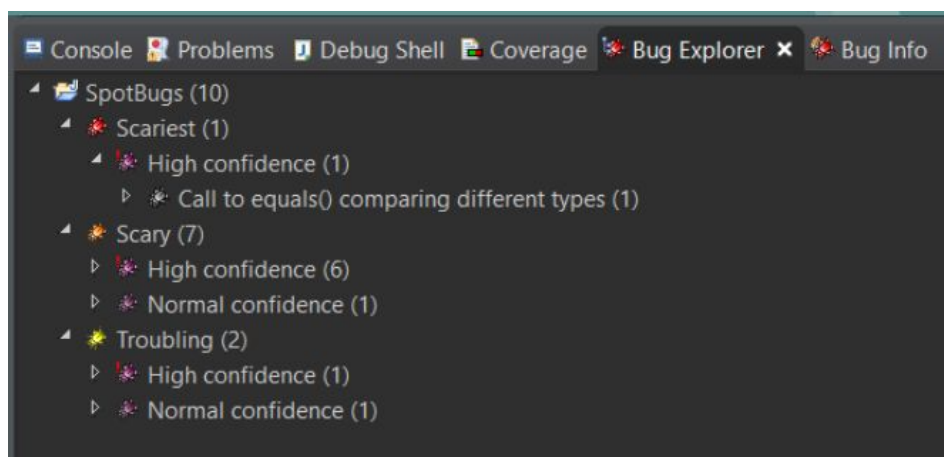 Console Problems Debug Shell Coverage Bug Explorer Bug Info
SpotBugs (10)
Scariest (1)
High confidence (1)
Call to equals() comparing different types (1)
Scary (7)
High confidence (6)
Normal confidence (1)
Troubling (2)
High confidence (1)
Normal confidence (1)